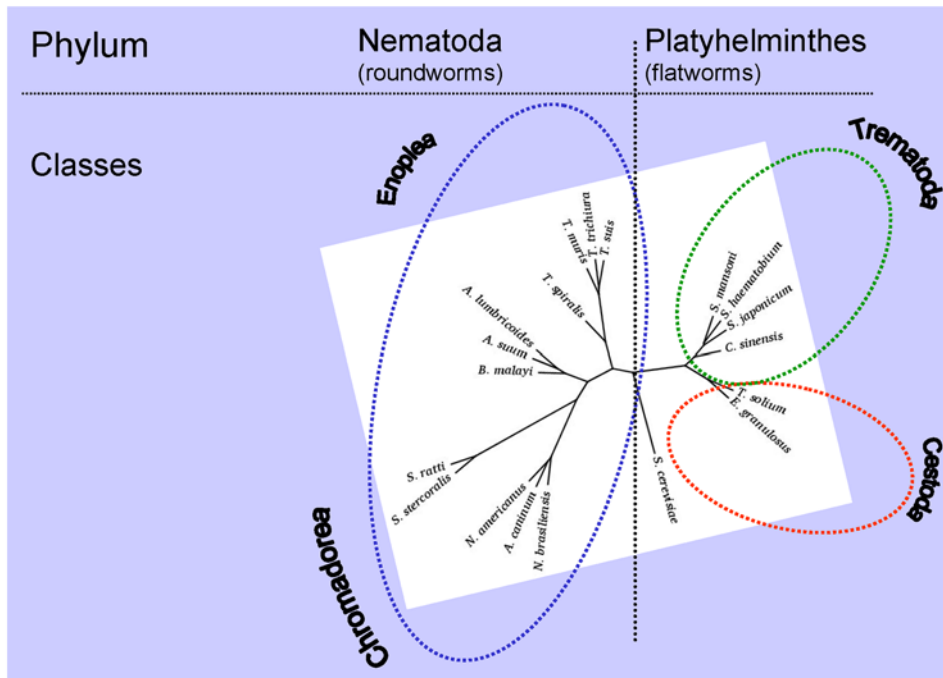 Phylum
Nematoda
(roundworms)
Platyhelminthes
(flatworms)
Classes
Enoplea
Trematoda
T. muris
T. trichiura
T. suis
T. spiralis
A. lumbricoides
A. suum
B. malayi
S. ratti
S. stercoralis
N. americanus
A. caninum
N. brasiliensis
S. mansoni
S. haematobium
S. japonicum
C. sinensis
T. solium
E. granulosus
S. cerevisiae
Cestoda
Chromadorea